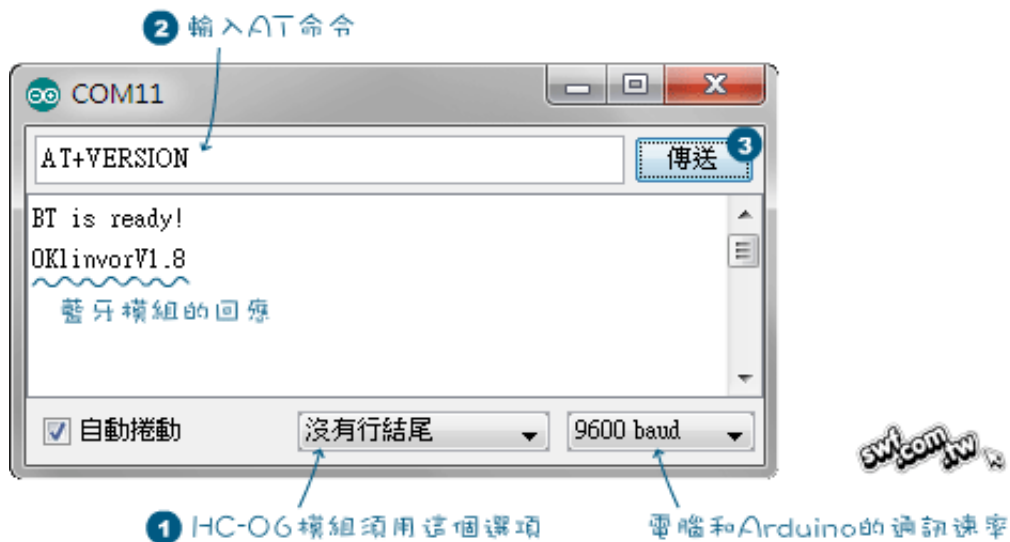 2 輸入AT命令
COM11
AT+VERSION
傳送 3
BT is ready!
OKlinvorV1.8
藍牙模組的回應
自動捲動
沒有行結尾
9600 baud
swf.com.tw
1 HC-06模組須用這個選項
電腦和Arduino的通訊速率